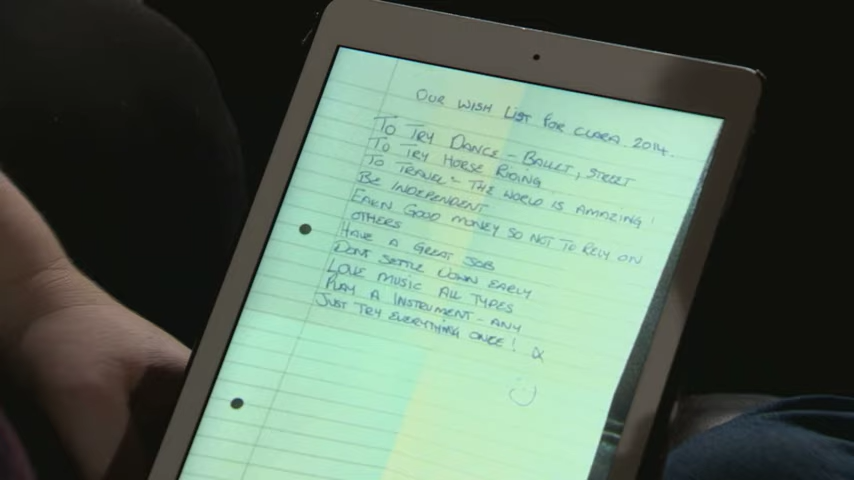 OUR WISH LIST FOR CLARA. 2014.
TO TRY DANCE - BALLET, STREET
TO TRY HORSE RIDING
TO TRAVEL - THE WORLD IS AMAZING!
BE INDEPENDENT
EARN GOOD MONEY SO NOT TO RELY ON
OTHERS
HAVE A GREAT JOB
DONT SETTLE DOWN EARLY
LOVE MUSIC ALL TYPES
PLAY A INSTRUMENT - ANY
JUST TRY EVERYTHING ONCE! X